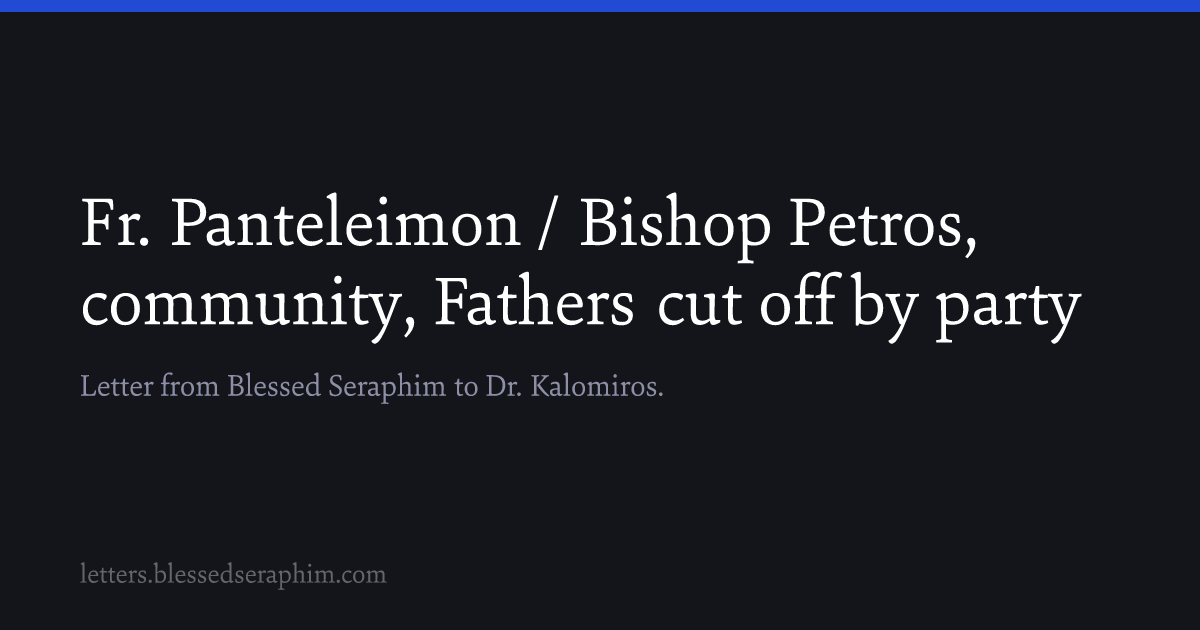 Fr. Panteleimon / Bishop Petros,
community, Fathers cut off by party
Letter from Blessed Seraphim to Dr. Kalomiros.
letters.blessedseraphim.com